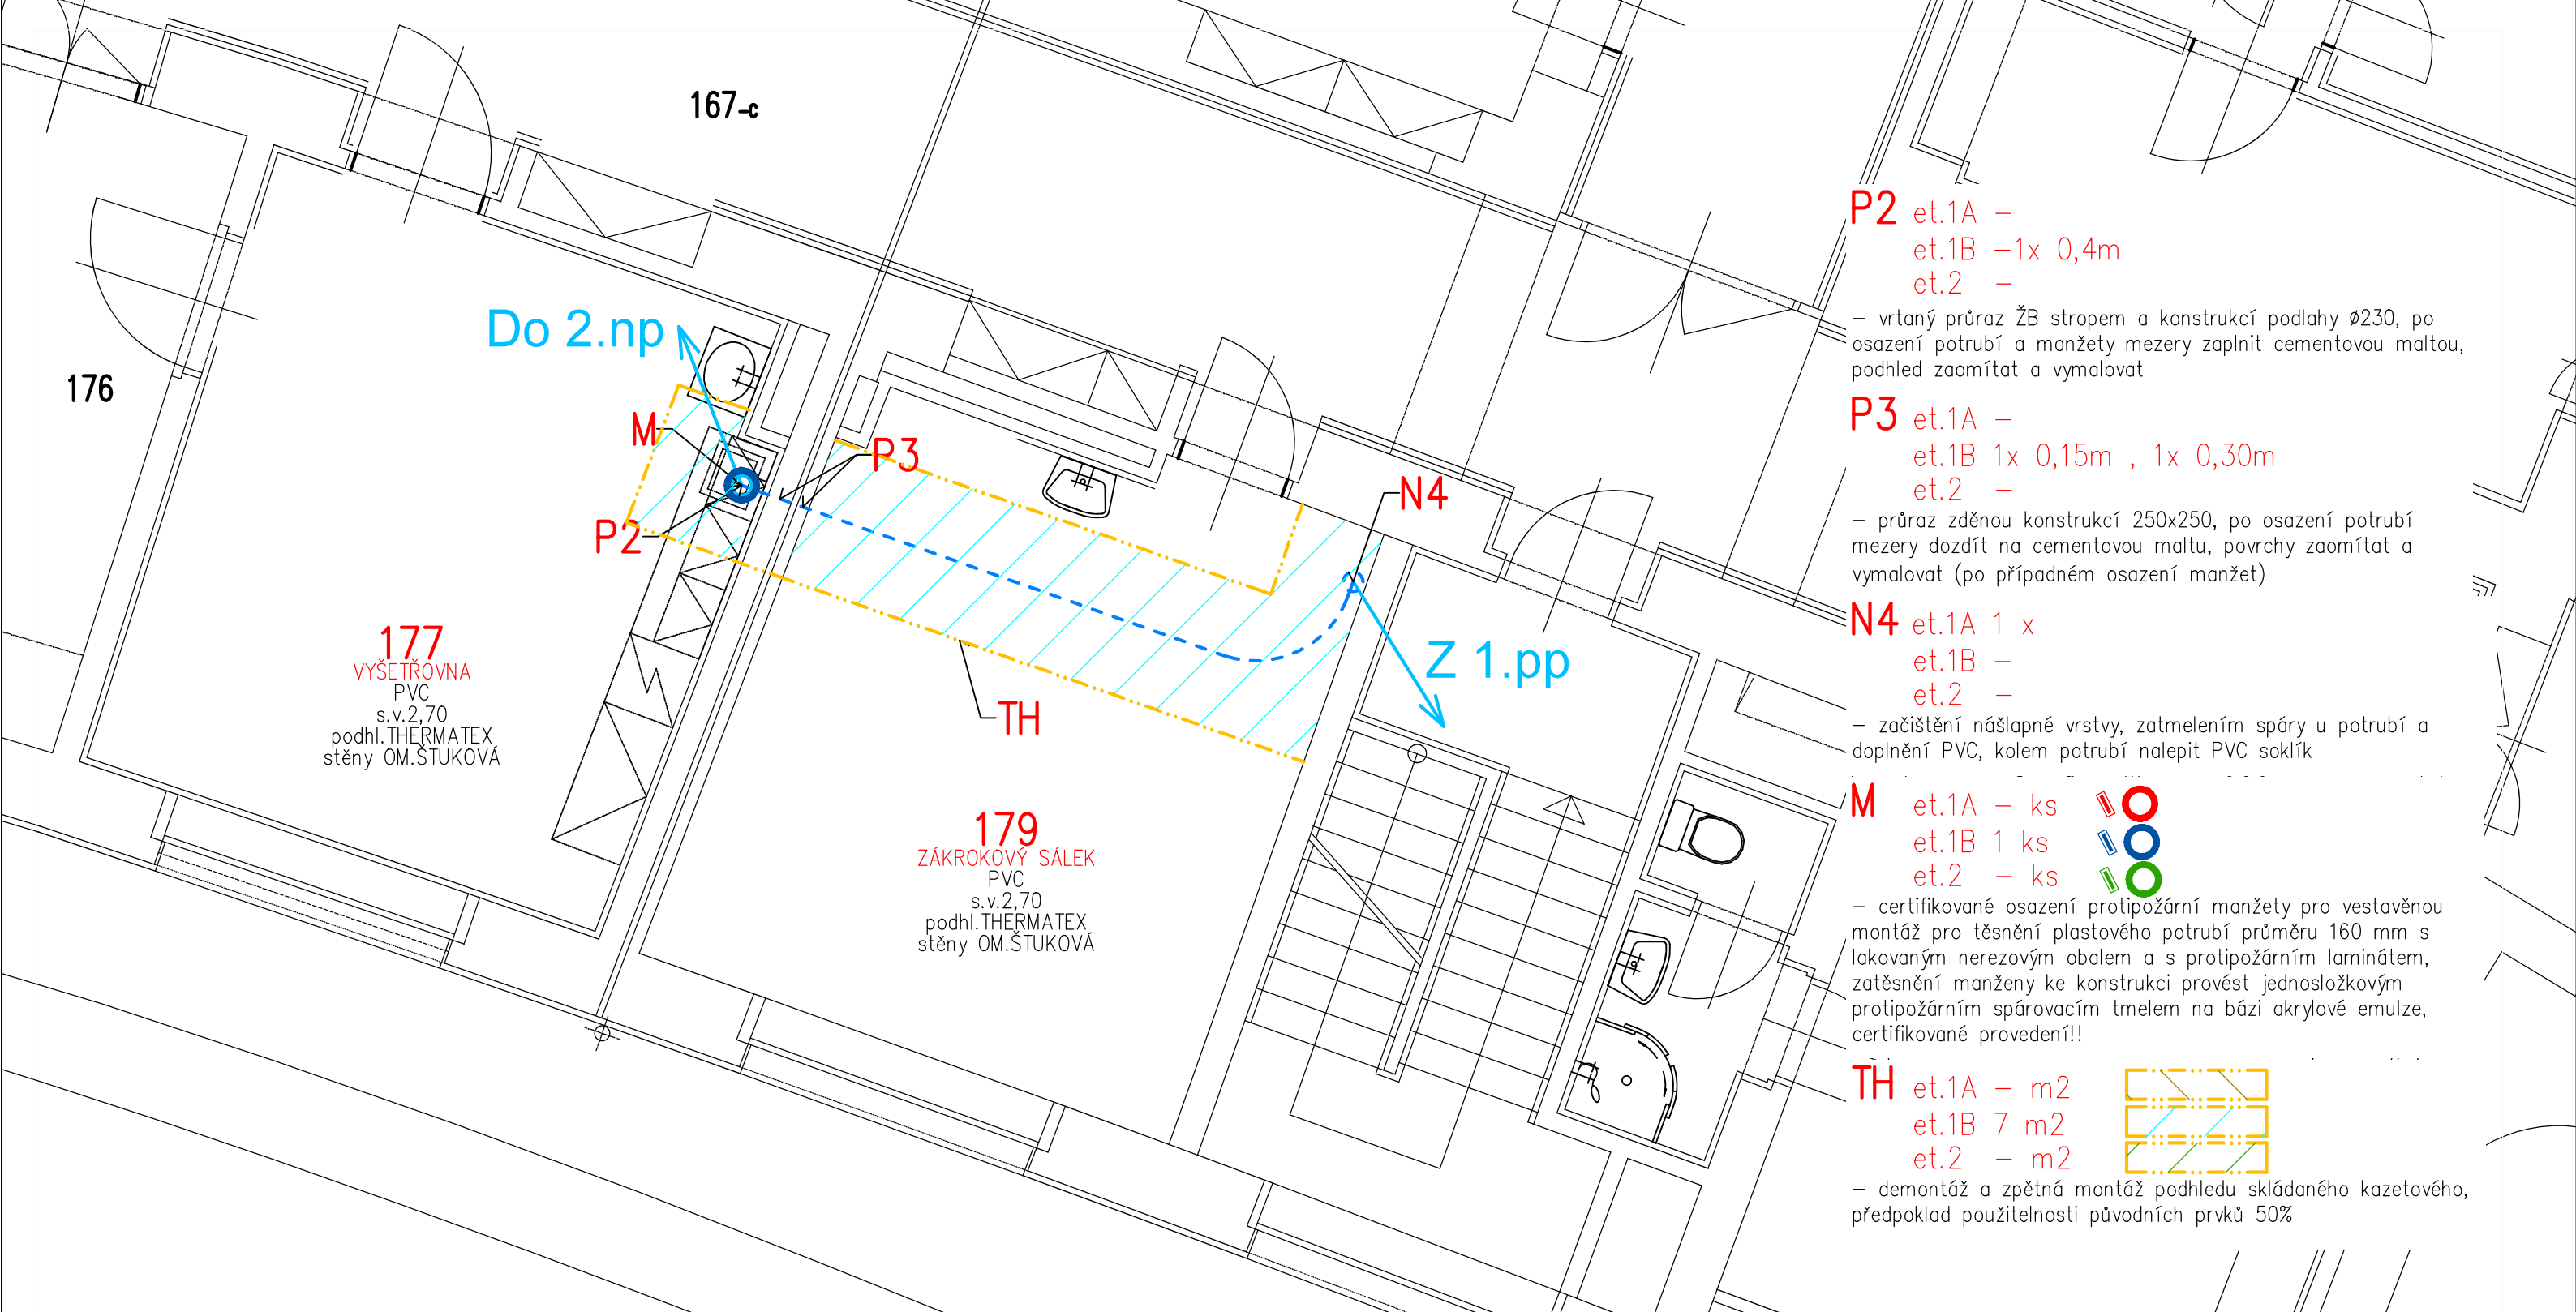 167-c
Do 2.np
176
M
P3
N4
P2
177
VYŠETŘOVNA
PVC
s.v.2,70
podhl.THERMATEX
stěny OM.ŠTUKOVÁ
Z 1.pp
TH
179
ZÁKROKOVÝ SÁLEK
PVC
s.v.2,70
podhl.THERMATEX
stěny OM.ŠTUKOVÁ
P2 et.1A –
et.1B –1x 0,4m
et.2 –
– vrtaný průraz ŽB stropem a konstrukcí podlahy ø230, po
osazení potrubí a manžety mezery zaplnit cementovou maltou,
podhled zaomítat a vymalovat
P3 et.1A –
et.1B 1x 0,15m , 1x 0,30m
et.2 –
– průraz zděnou konstrukcí 250x250, po osazení potrubí
mezery dozdít na cementovou maltu, povrchy zaomítat a
vymalovat (po případném osazení manžet)
N4 et.1A 1 x
et.1B –
et.2 –
– začištění nášlapné vrstvy, zatmelením spáry u potrubí a
doplnění PVC, kolem potrubí nalepit PVC soklík
M et.1A – ks
et.1B 1 ks
et.2 – ks
– certifikované osazení protipožární manžety pro vestavěnou
montáž pro těsnění plastového potrubí průměru 160 mm s
lakovaným nerezovým obalem a s protipožárním laminátem,
zatěsnění manženy ke konstrukci provést jednosložkovým
protipožárním spárovacím tmelem na bázi akrylové emulze,
certifikované provedení!!
TH et.1A – m2
et.1B 7 m2
et.2 – m2
– demontáž a zpětná montáž podhledu skládaného kazetového,
předpoklad použitelnosti původních prvků 50%